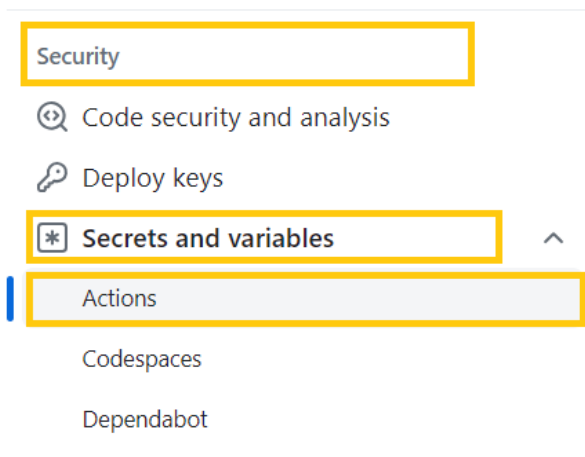 Security
Code security and analysis
Deploy keys
Secrets and variables
Actions
Codespaces
Dependabot